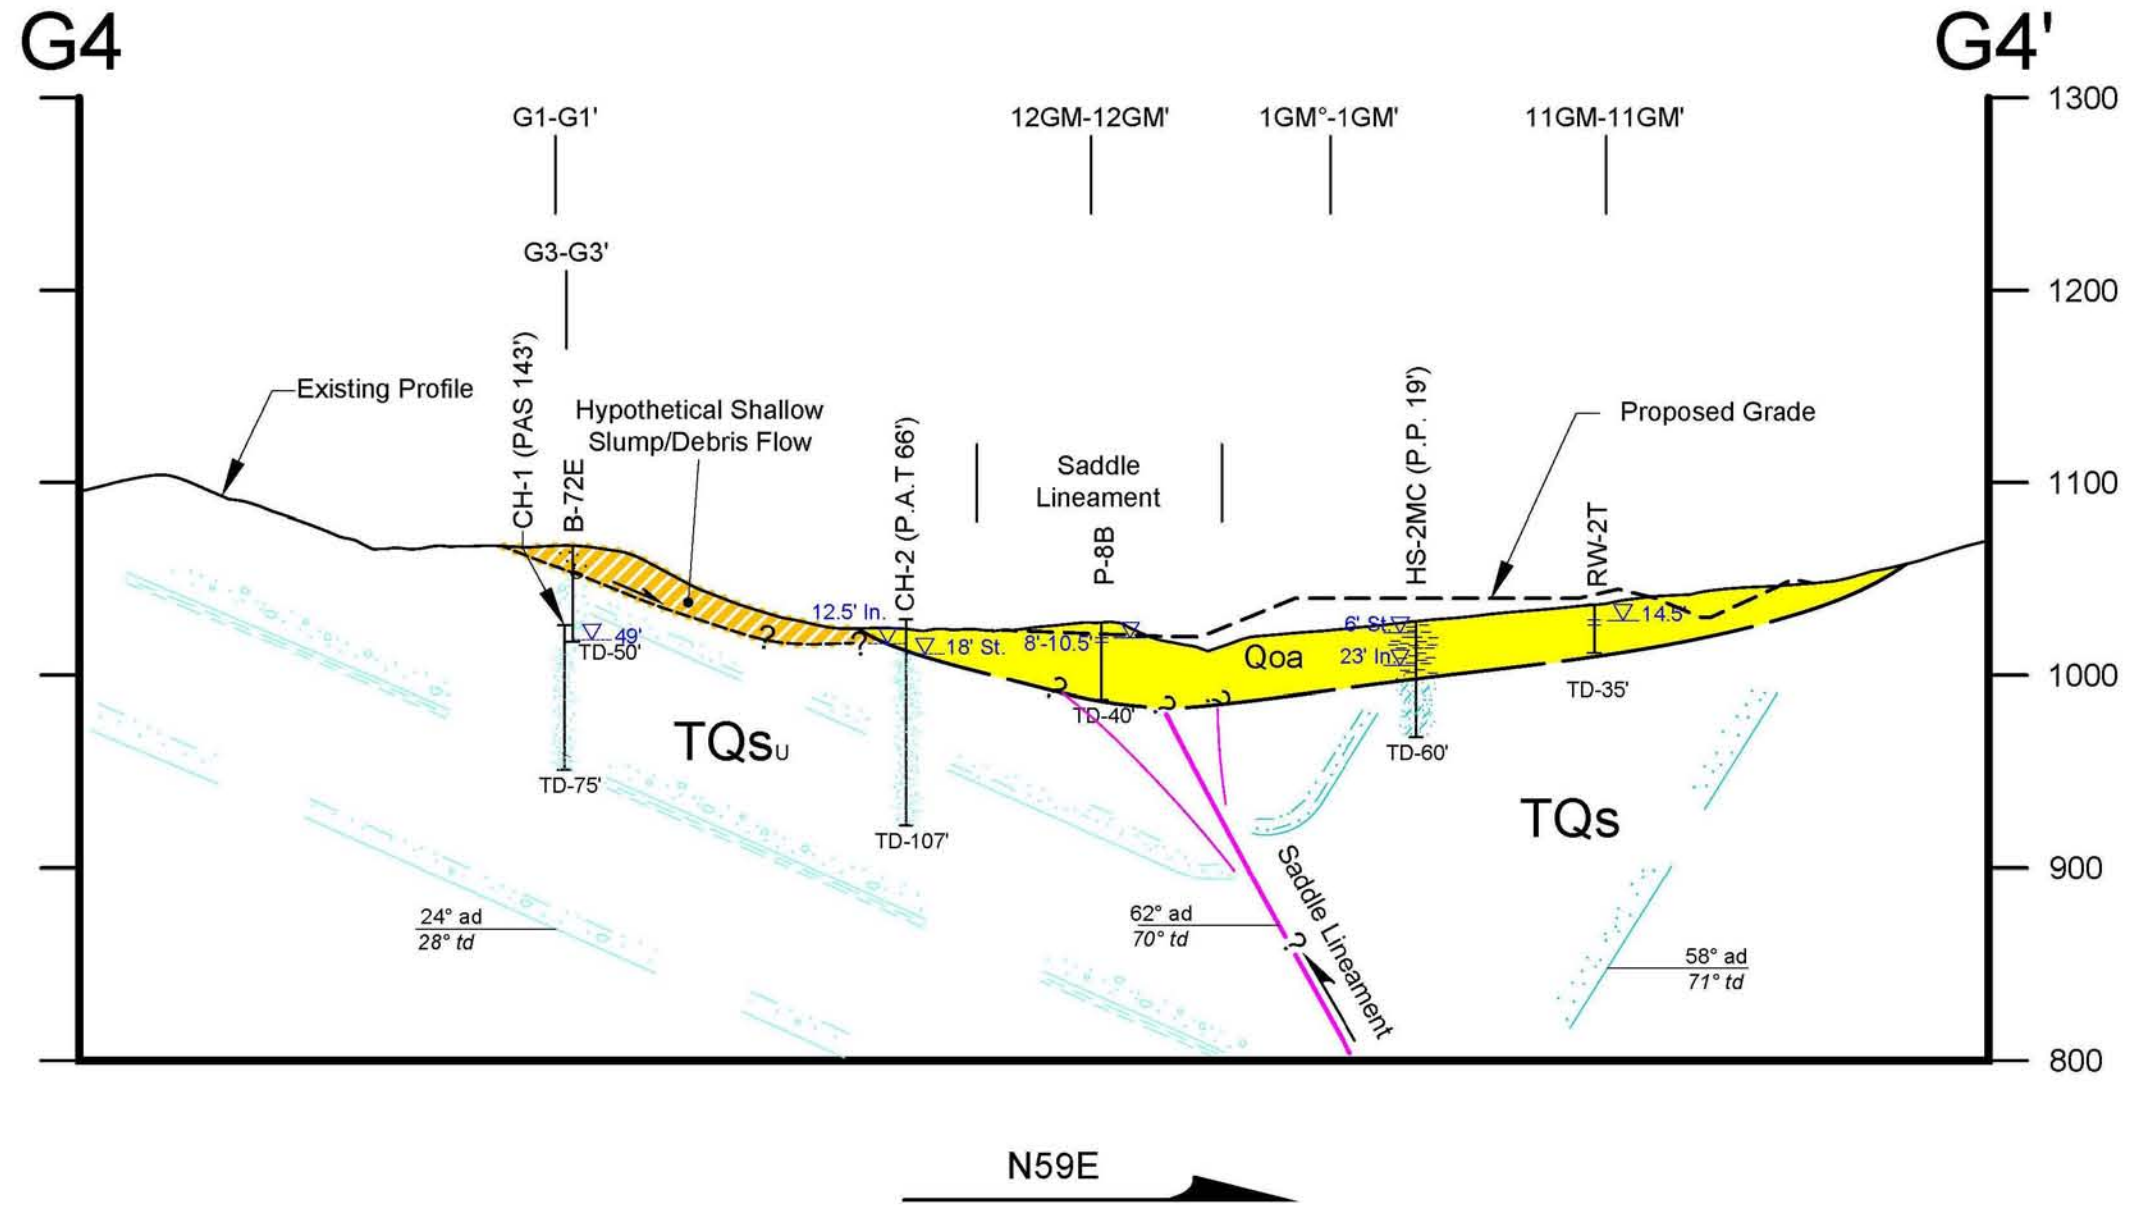 G4
G4'
G1-G1'
12GM-12GM'
1GM°-1GM'
11GM-11GM'
G3-G3'
1300
1200
1100
1000
900
800
Existing Profile
CH-1 (PAS 143')
B-72E
Hypothetical Shallow
Slump/Debris Flow
CH-2 (P.A.T 66')
Saddle
Lineament
P-8B
HS-2MC (P.P. 19')
Proposed Grade
RW-2T
12.5' In.
49'
TD-50'
?
?
18' St.
8'-10.5'
6' St.
23' In.
14.5'
Qoa
?
?
?
TD-40'
TD-35'
TD-60'
TD-75'
TD-107'
TQsU
TQs
24° ad
28° td
62° ad
70° td
?
Saddle Lineament
58° ad
71° td
N59E